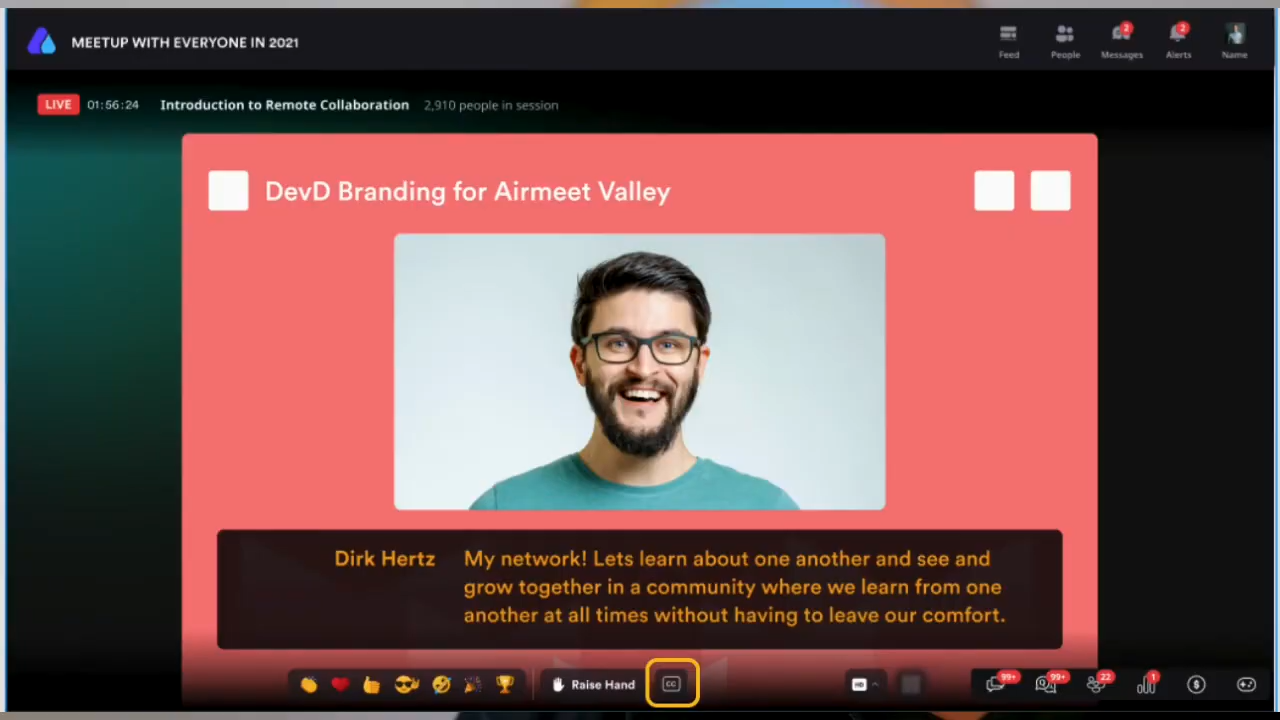 MEETUP WITH EVERYONE IN 2021
2
2
Feed
People
Messages
Alerts
Name
LIVE 01:56:24 Introduction to Remote Collaboration 2,910 people in session
DevD Branding for Airmeet Valley
Dirk Hertz My network! Lets learn about one another and see and
grow together in a community where we learn from one
another at all times without having to leave our comfort.
Raise Hand
CC
HD
99+
99+
22
1
Q
$